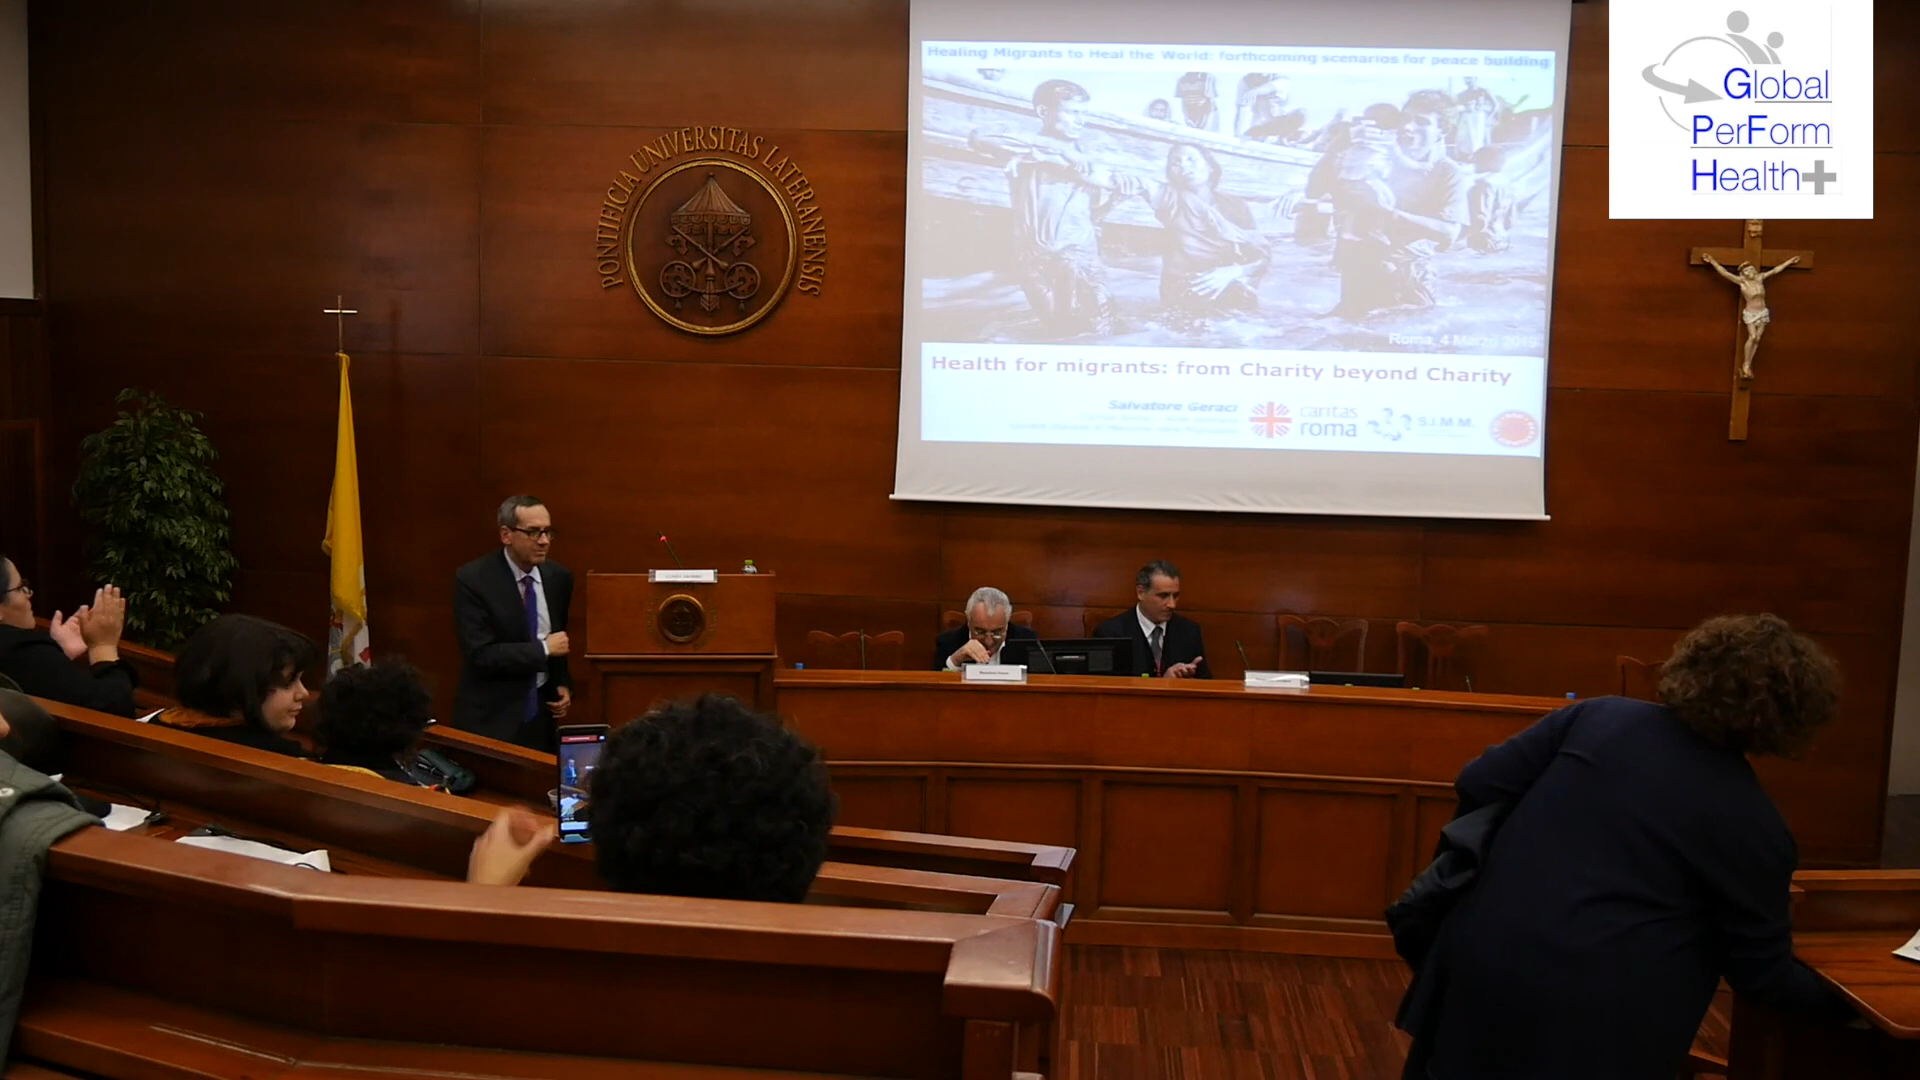 PONTIFICIA UNIVERSITAS LATERANENSIS
Healing Migrants to Heal the World: forthcoming scenarios for peace building
Roma, 4 Marzo 2019
Health for migrants: from Charity beyond Charity
Salvatore Geraci
caritas
roma
S.I.M.M.
Global
PerForm
Health+